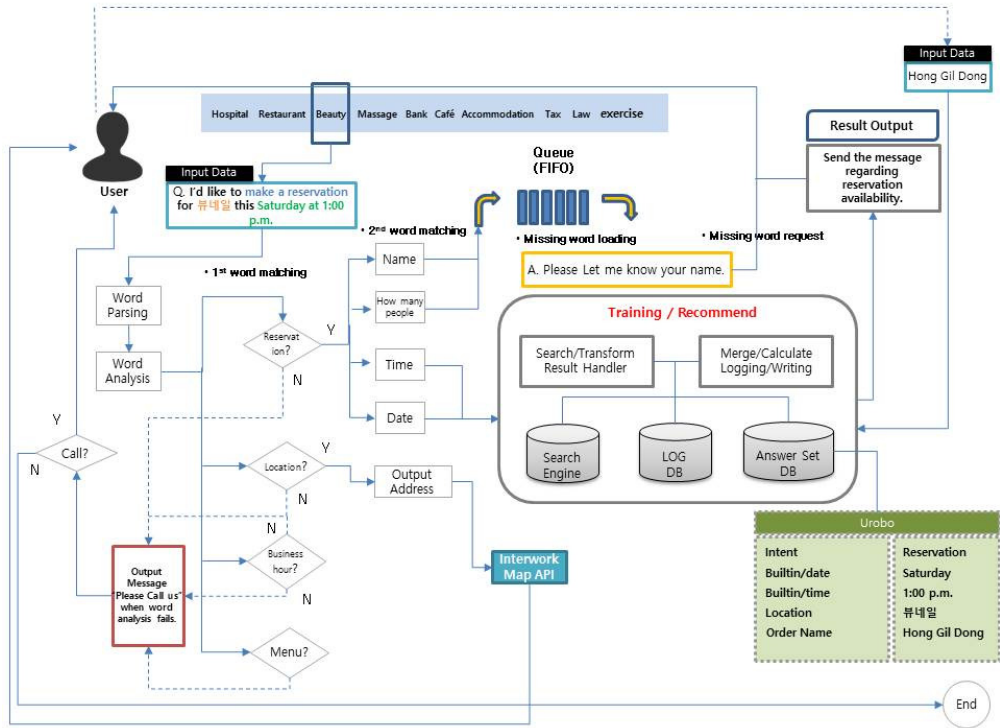 Input Data
Hong Gil Dong
Hospital Restaurant Beauty Massage Bank Café Accommodation Tax Law exercise
Result Output
Send the message
regarding
reservation
availability.
User
Input Data
Q. I'd like to make a reservation
for 뷰네일 this Saturday at 1:00
p.m.
Queue
(FIFO)
• 1st word matching
• 2nd word matching
• Missing word loading
• Missing word request
A. Please Let me know your name.
Word
Parsing
Word
Analysis
Reservat
ion?
Y
N
Name
How many
people
Time
Date
Training / Recommend
Search/Transform
Result Handler
Merge/Calculate
Logging/Writing
Search
Engine
LOG
DB
Answer Set
DB
Y
Call?
N
Location?
Y
N
Output
Address
N
Business
hour?
N
Interwork
Map API
Output
Message
"Please Call us"
when word
analysis fails.
Menu?
Urobo
Intent Reservation
Builtin/date Saturday
Builtin/time 1:00 p.m.
Location 뷰네일
Order Name Hong Gil Dong
End